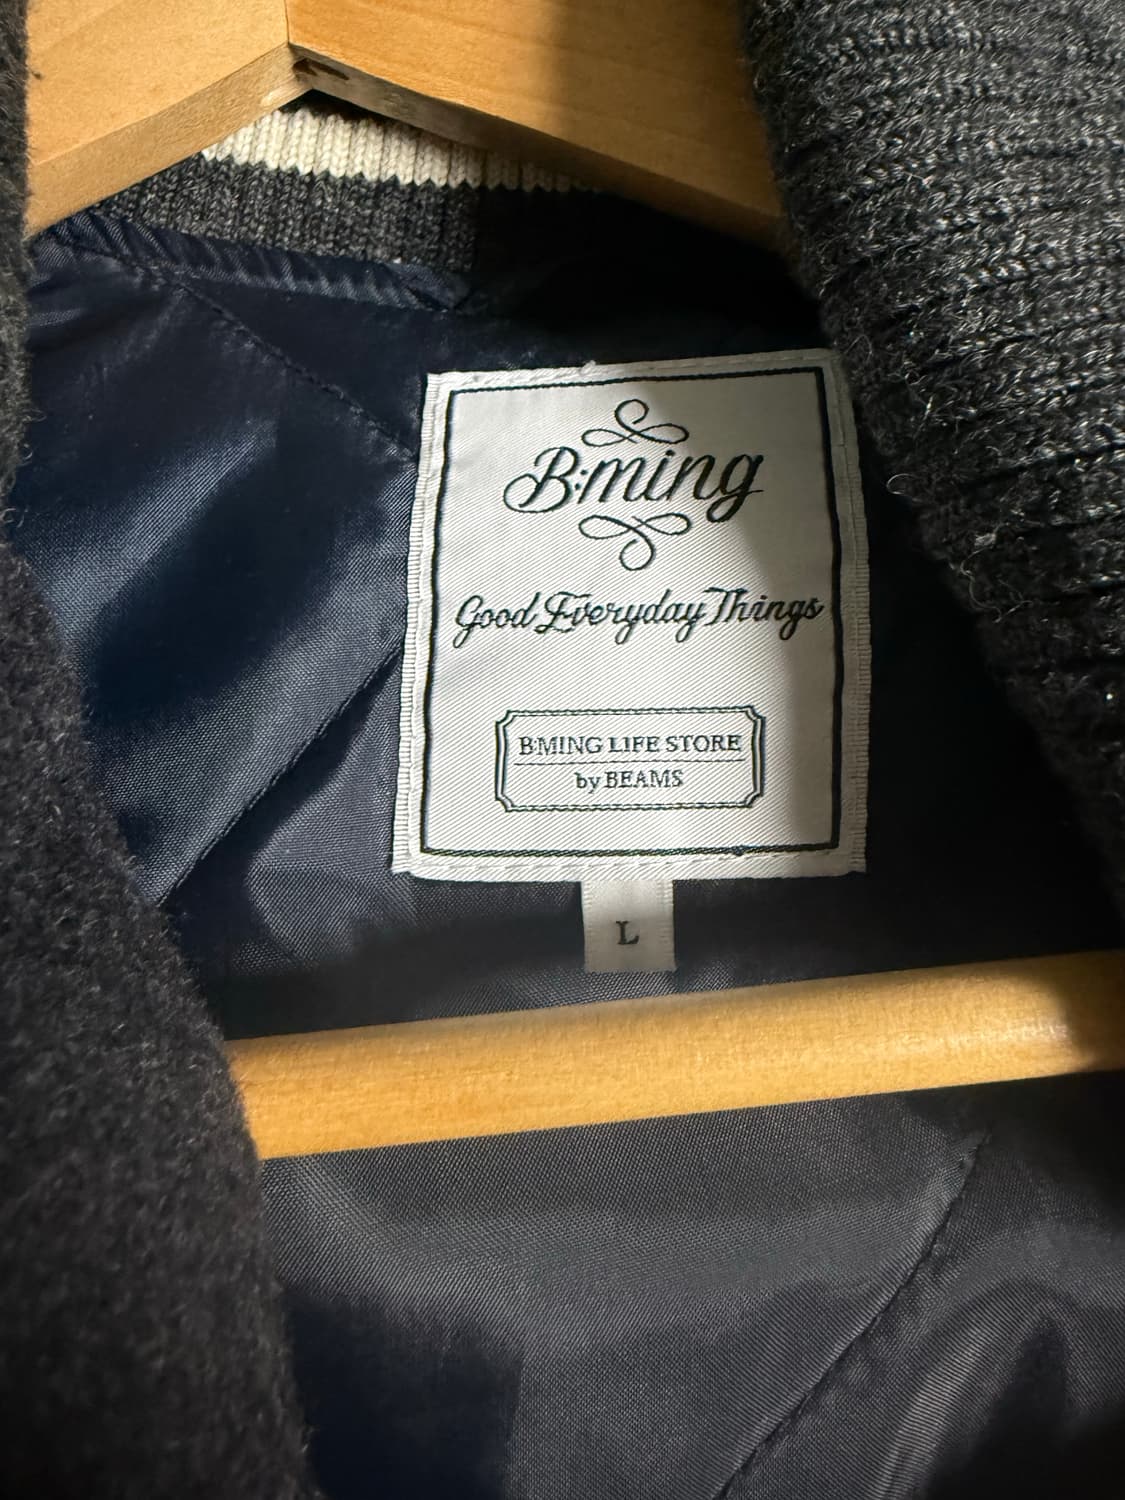 B:ming
Good Everyday Things
B:MING LIFE STORE
by BEAMS
L